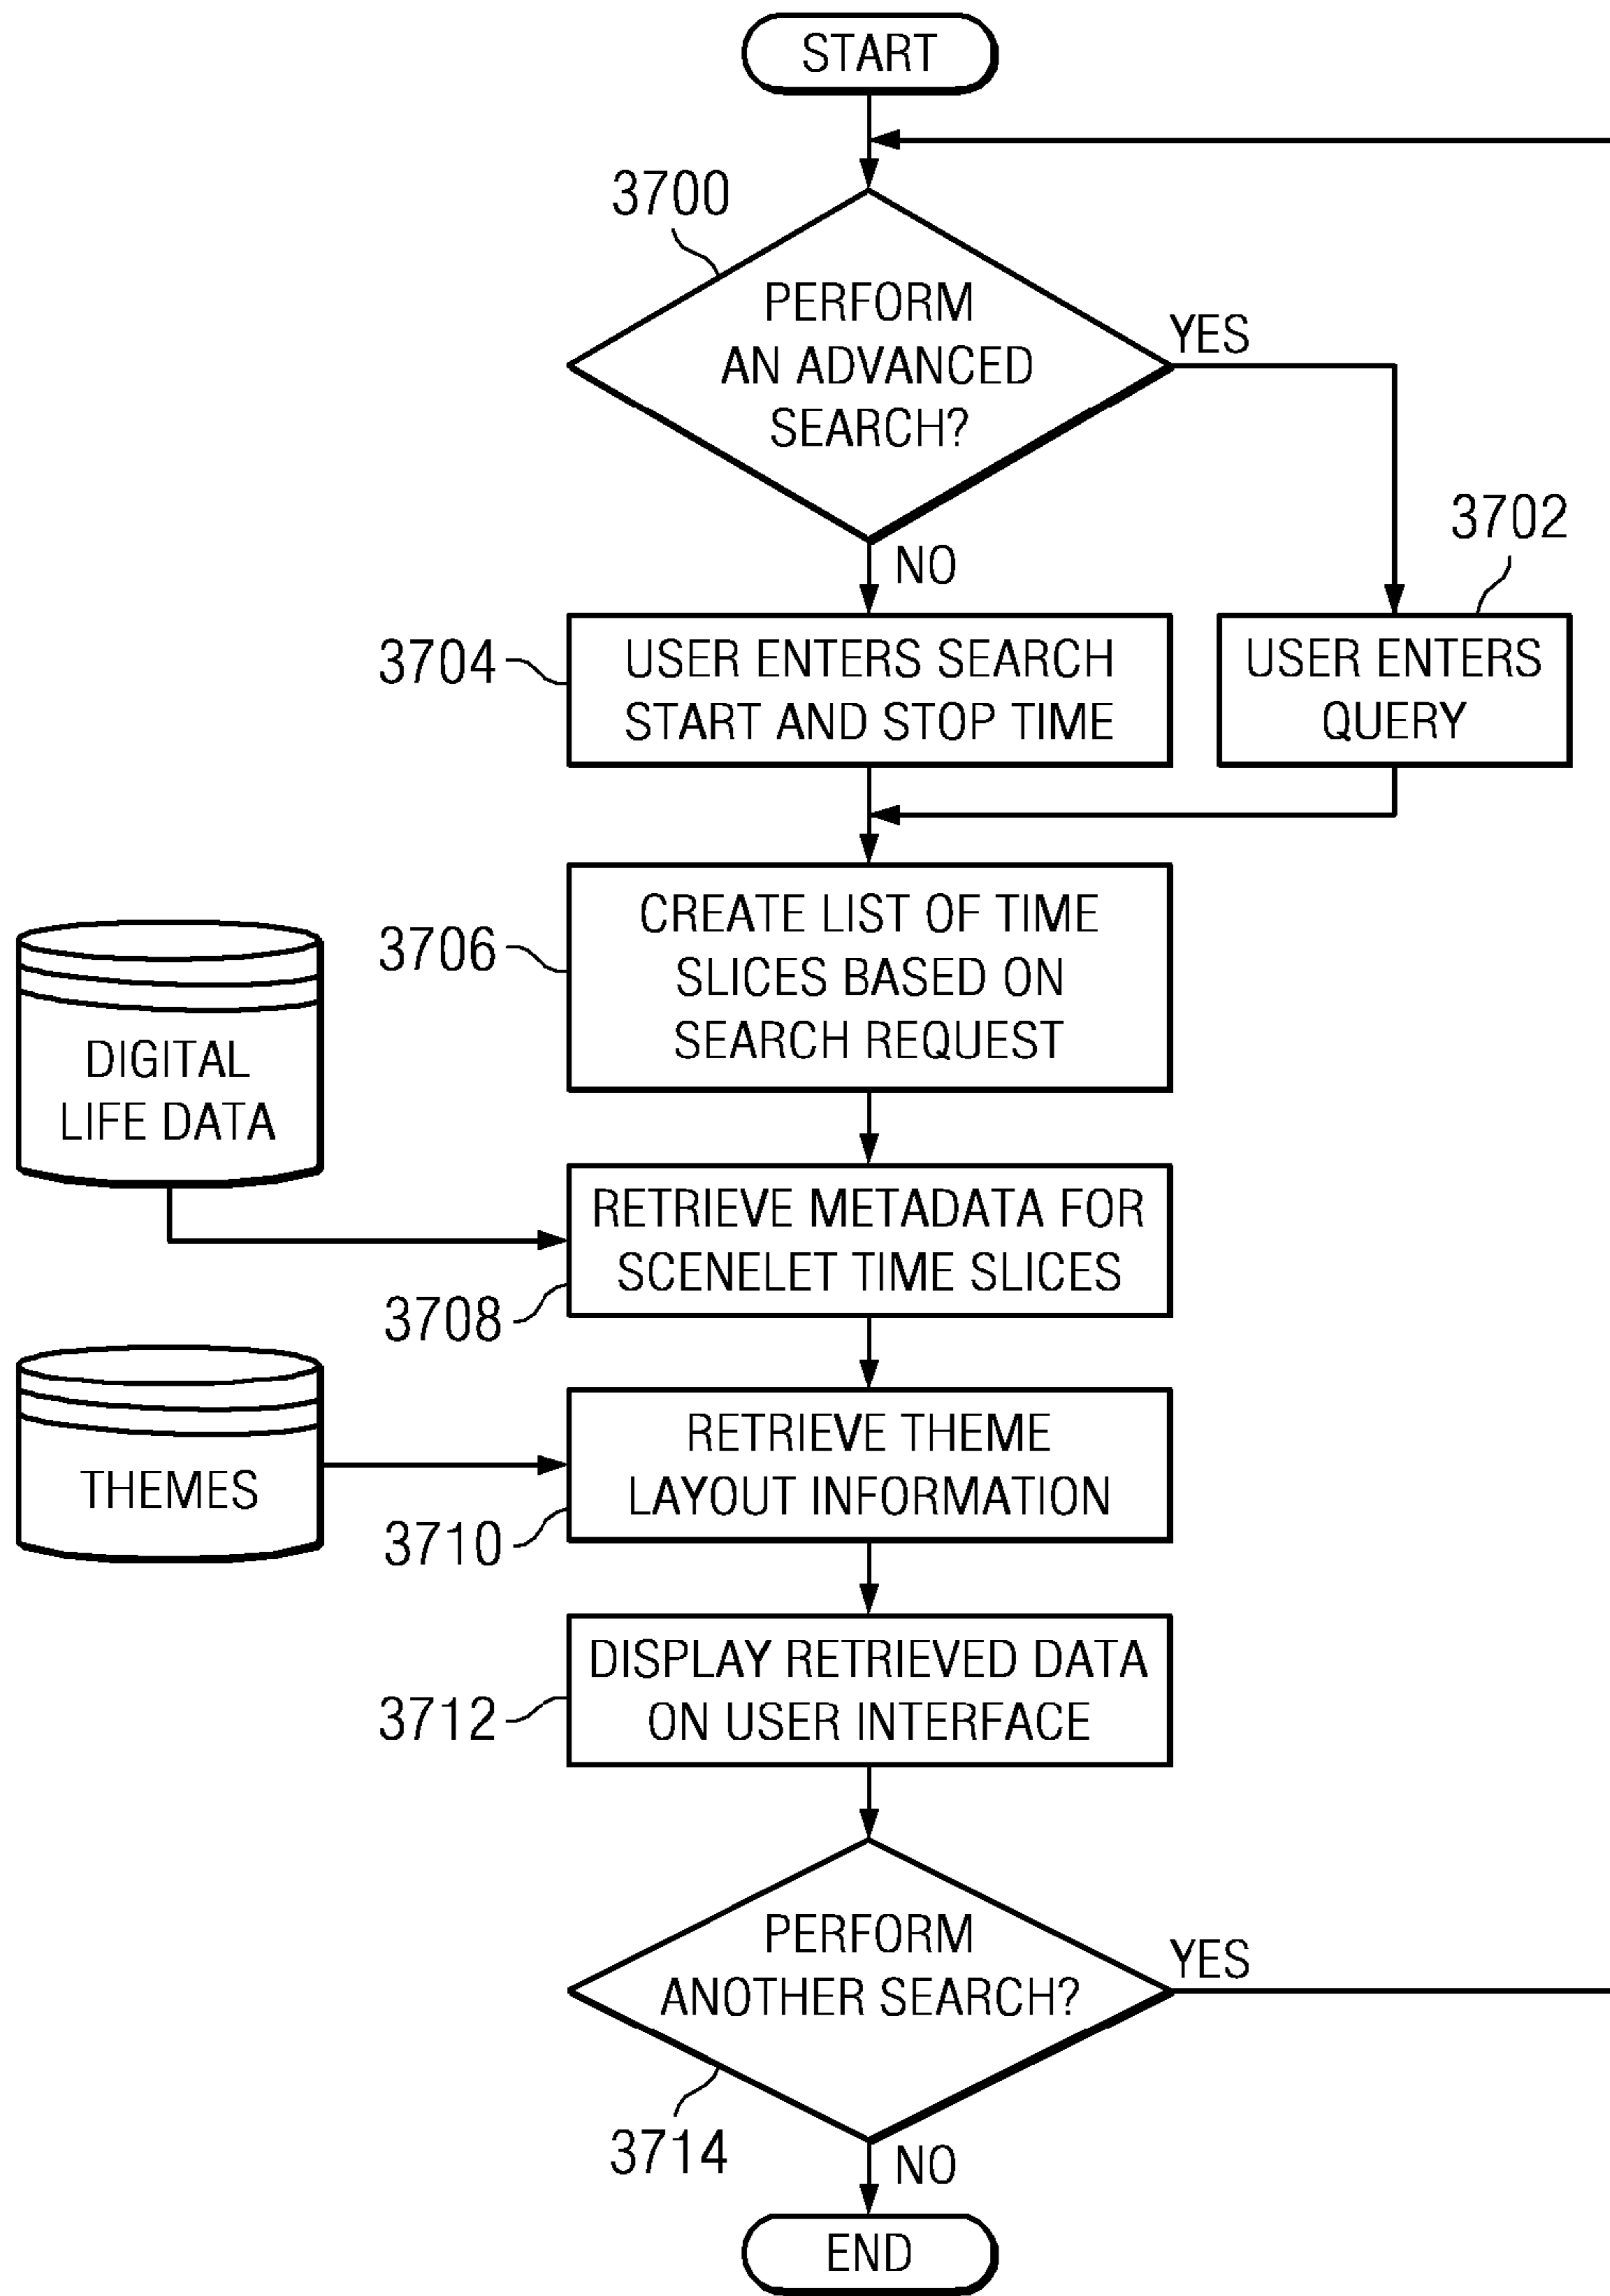 START
3700
PERFORM
AN ADVANCED
SEARCH?
YES
NO
3702
3704
USER ENTERS SEARCH
START AND STOP TIME
USER ENTERS
QUERY
3706
CREATE LIST OF TIME
SLICES BASED ON
SEARCH REQUEST
DIGITAL
LIFE DATA
RETRIEVE METADATA FOR
SCENELET TIME SLICES
3708
THEMES
RETRIEVE THEME
LAYOUT INFORMATION
3710
DISPLAY RETRIEVED DATA
ON USER INTERFACE
3712
PERFORM
ANOTHER SEARCH?
YES
3714
NO
END